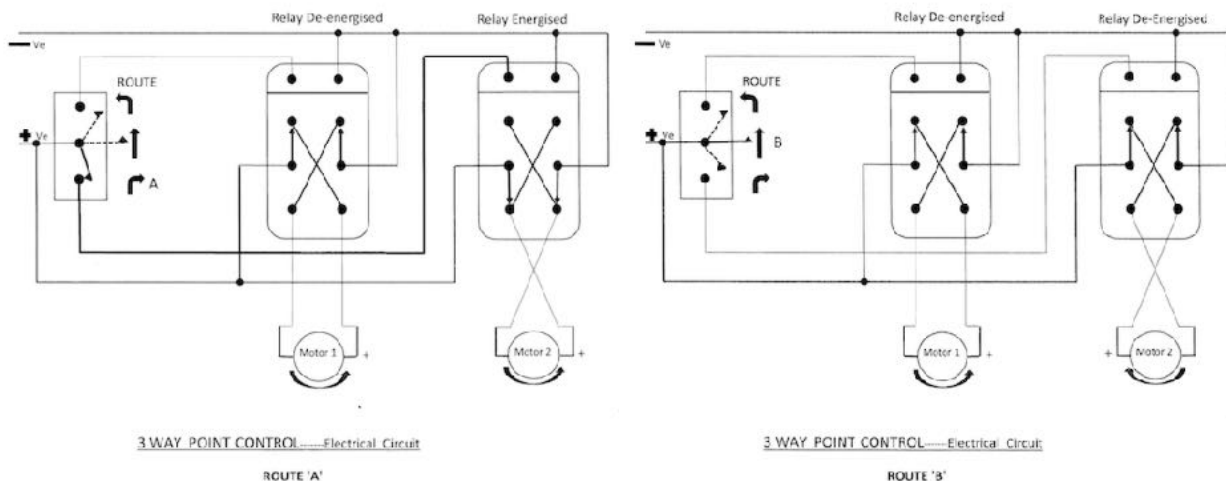 Relay De-energised
Relay Energised
Ve
ROUTE
+ Ve
A
Motor 1
+
Motor 2
+
3 WAY POINT CONTROL------Electrical Circuit
ROUTE 'A'
Relay De-energised
Relay De-Energised
Ve
ROUTE
+ Ve
B
Motor 1
+
+
Motor 2
3 WAY POINT CONTROL------Electrical Circuit
ROUTE 'B'